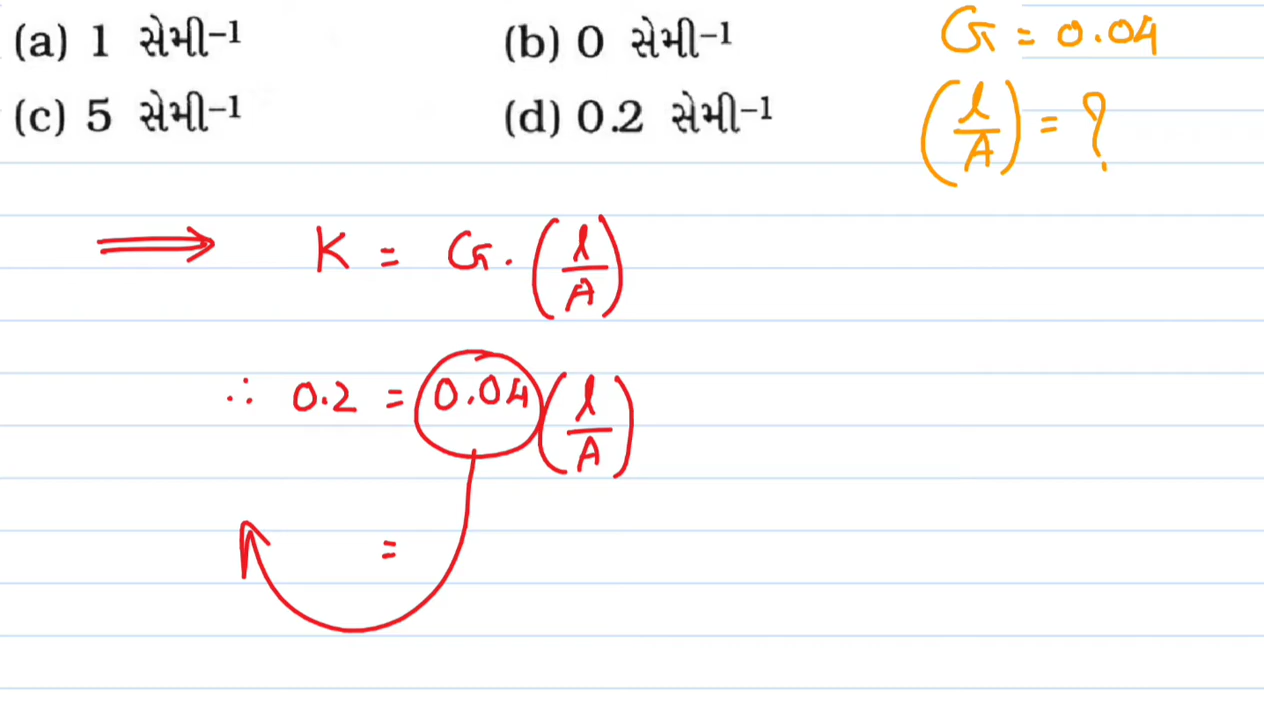 (a) 1 સેમી-1 (b) 0 સેમી-1 G = 0.04
(c) 5 સેમી-1 (d) 0.2 સેમી-1 (l/A) = ?
⟹ K = G · (l/A)
∴ 0.2 = 0.04 (l/A)
=